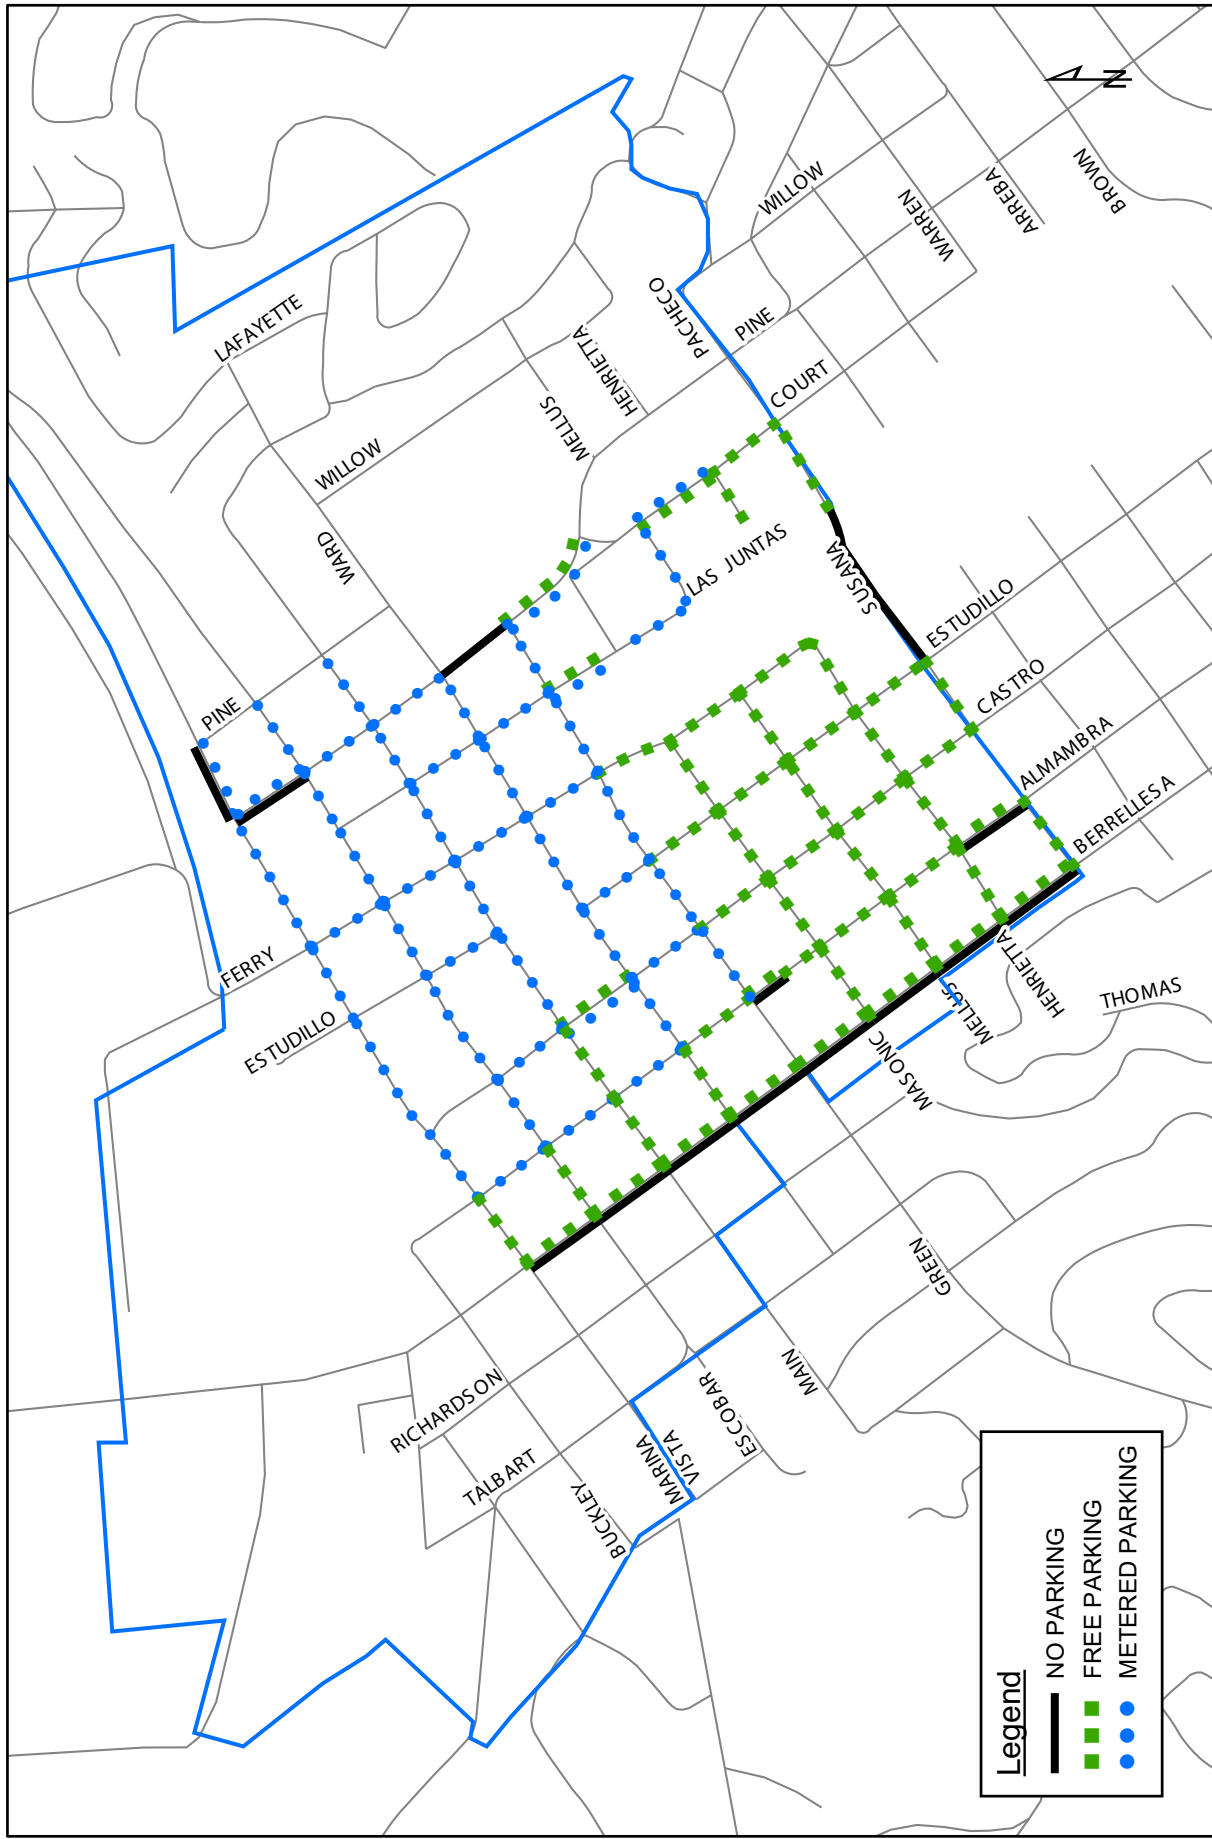 LAFAYETTE
WILLOW
WARD
PINE
FERRY
ESTUDILLO
MELLUS
HENRIETTA
PACHECO
PINE
COURT
WILLOW
WARREN
ARREBA
BROWN
LAS JUNTAS
SUSANA
ESTUDILLO
CASTRO
ALMAMBRA
BERRELLESA
HENRIETTA
MELLUS
MASONIC
THOMAS
GREEN
MAIN
ESCOBAR
MARINA
VISTA
BUCKLEY
TALBART
RICHARDSON
N
Legend
NO PARKING
FREE PARKING
METERED PARKING